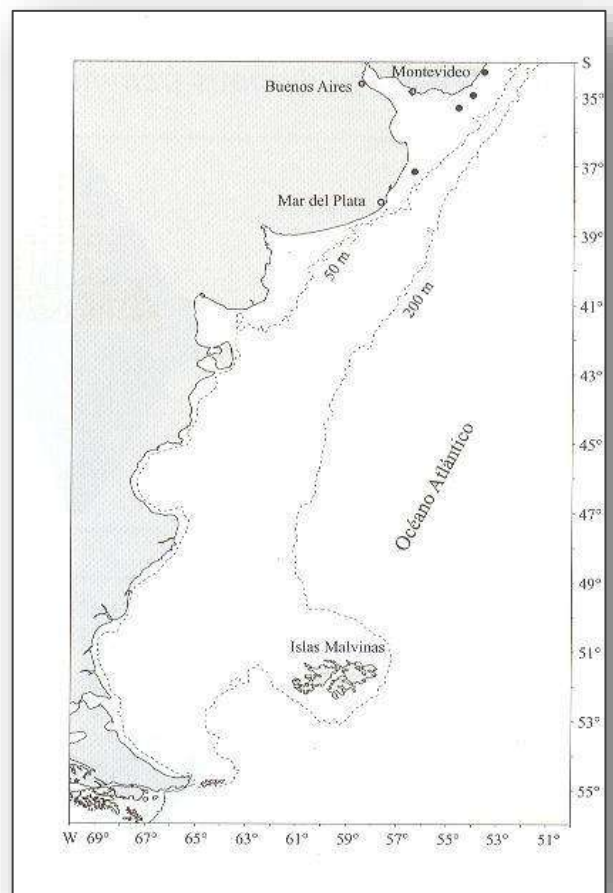 S
Montevideo
Buenos Aires
35°
37°
Mar del Plata
39°
50 m
200 m
41°
43°
45°
Océano Atlántico
47°
49°
Islas Malvinas
51°
53°
55°
W 69° 67° 65° 63° 61° 59° 57° 55° 53° 51°